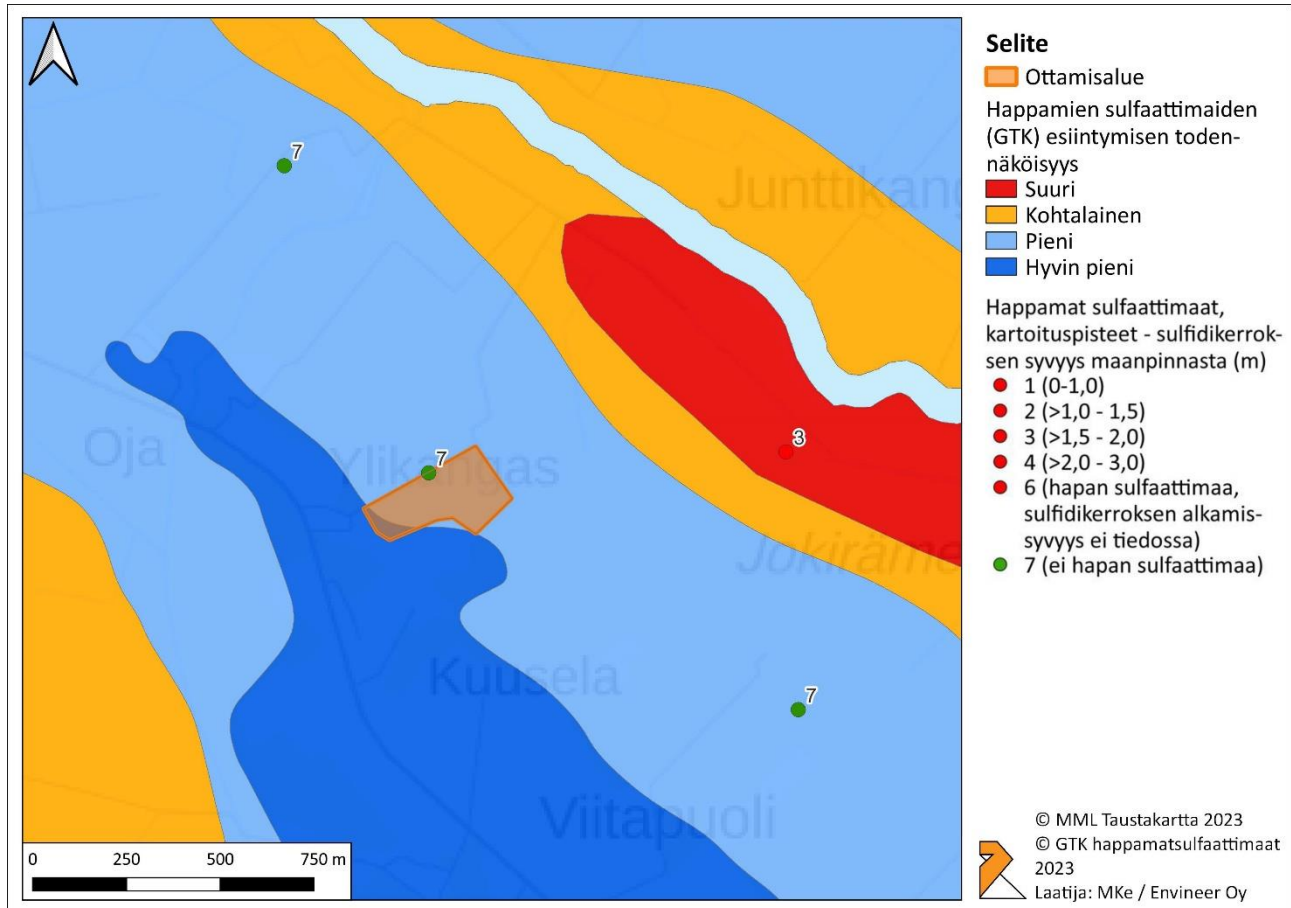 7
Junttikang
3
Oja
Ylikangas
7
Jokiräme
7
Kuusela
Viitapuoli
0 250 500 750 m
Selite
Ottamisalue
Happamien sulfaattimaiden
(GTK) esiintymisen toden-
näköisyys
Suuri
Kohtalainen
Pieni
Hyvin pieni
Happamat sulfaattimaat,
kartoituspisteet - sulfidikerrok-
sen syvyys maanpinnasta (m)
1 (0-1,0)
2 (>1,0 - 1,5)
3 (>1,5 - 2,0)
4 (>2,0 - 3,0)
6 (hapan sulfaattimaa,
sulfidikerroksen alkamis-
syvyys ei tiedossa)
7 (ei hapan sulfaattimaa)
© MML Taustakartta 2023
© GTK happamatsulfaattimaat
2023
Laatija: MKe / Envineer Oy